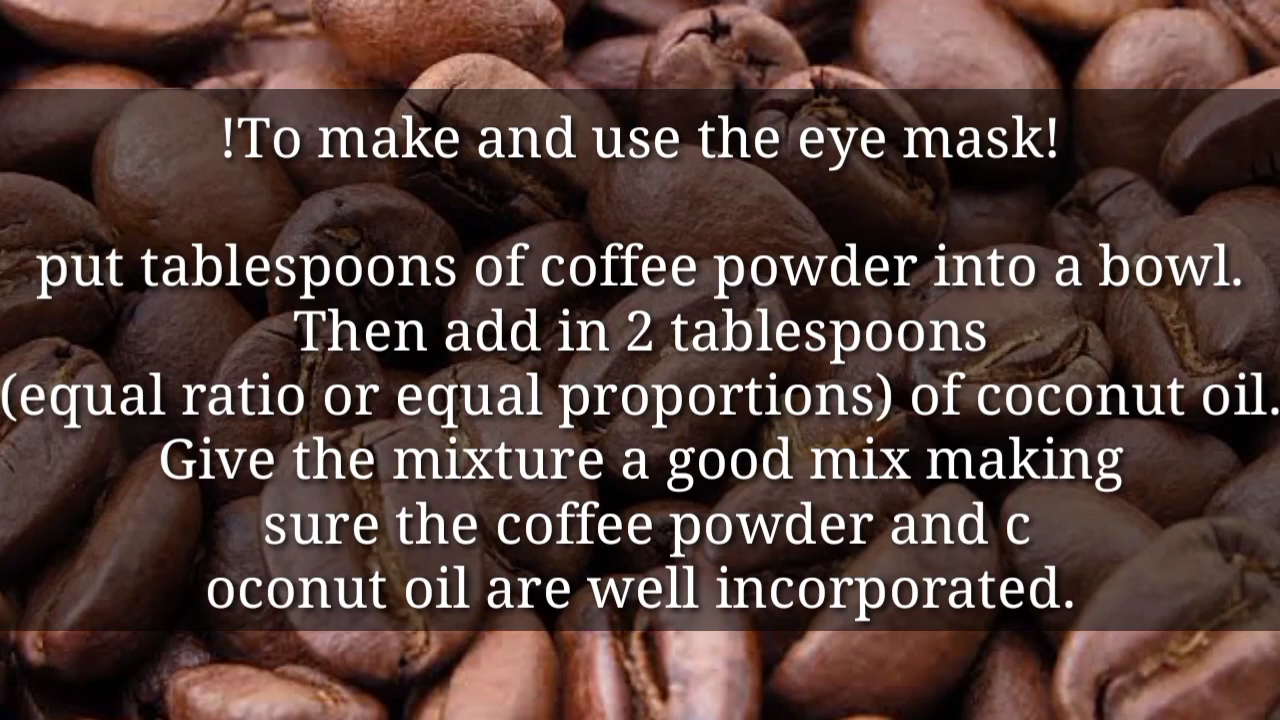 !To make and use the eye mask!
put tablespoons of coffee powder into a bowl.
Then add in 2 tablespoons
(equal ratio or equal proportions) of coconut oil.
Give the mixture a good mix making
sure the coffee powder and c
oconut oil are well incorporated.